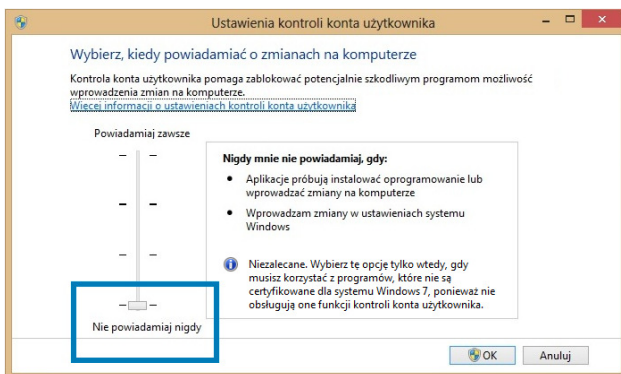 Ustawienia kontroli konta użytkownika
Wybierz, kiedy powiadamiać o zmianach na komputerze
Kontrola konta użytkownika pomaga zablokować potencjalnie szkodliwym programom możliwość
wprowadzenia zmian na komputerze.
Więcej informacji o ustawieniach kontroli konta użytkownika
Powiadamiaj zawsze
Nigdy mnie nie powiadamiaj, gdy:
• Aplikacje próbują instalować oprogramowanie lub
wprowadzać zmiany na komputerze
• Wprowadzam zmiany w ustawieniach systemu
Windows
Niezalecane. Wybierz tę opcję tylko wtedy, gdy
musisz korzystać z programów, które nie są
certyfikowane dla systemu Windows 7, ponieważ nie
obsługują one funkcji kontroli konta użytkownika.
Nie powiadamiaj nigdy
OK
Anuluj